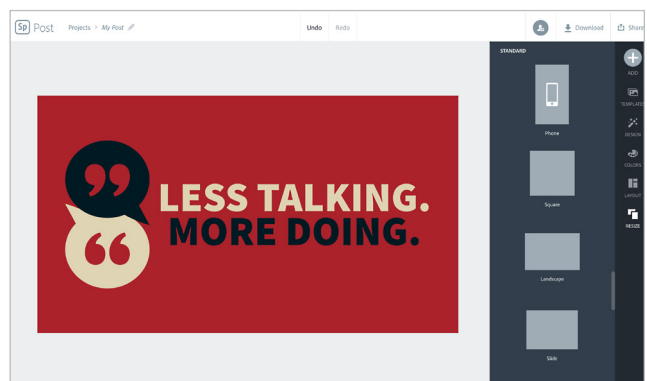 Sp Post
Projects > My Post
Undo Redo
Download
Share
STANDARD
Phone
Square
Landscape
Slide
ADD
TEMPLATES
DESIGN
COLORS
LAYOUT
RESIZE
LESS TALKING.
MORE DOING.